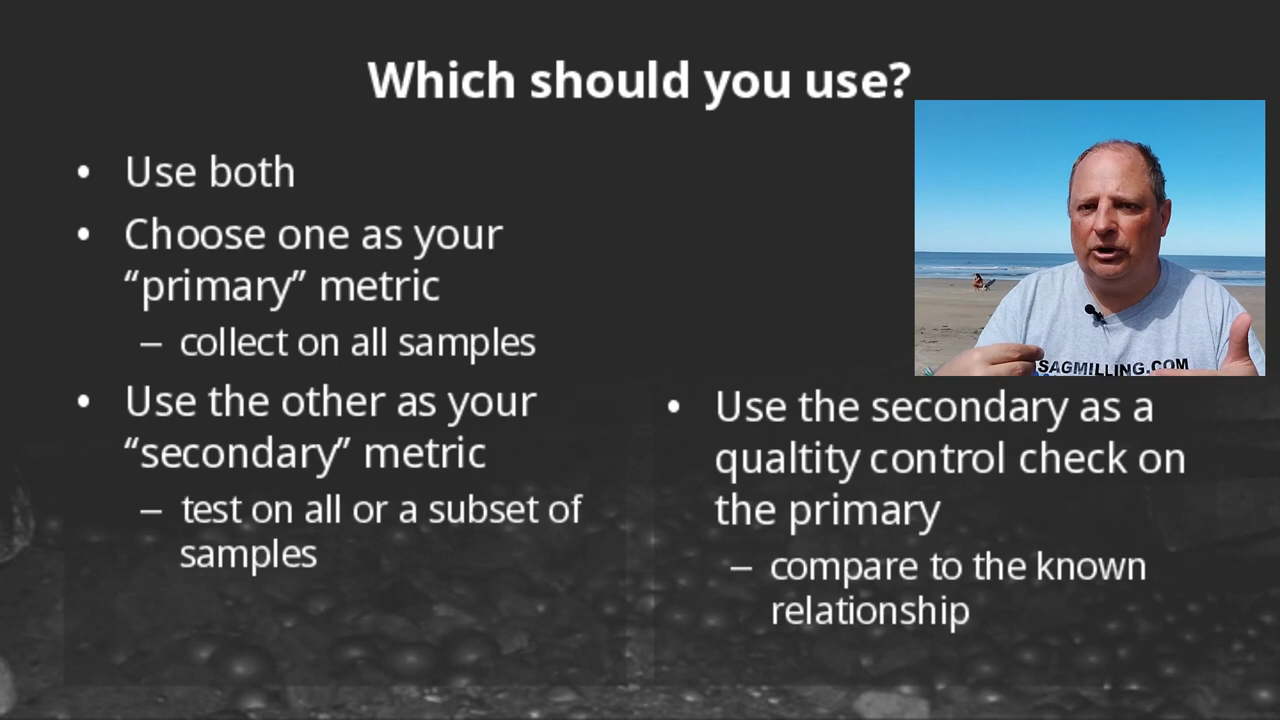 Which should you use?
• Use both
• Choose one as your
“primary” metric
– collect on all samples
• Use the other as your
“secondary” metric
– test on all or a subset of
samples
SAGMILLING.COM
• Use the secondary as a
qualtity control check on
the primary
– compare to the known
relationship